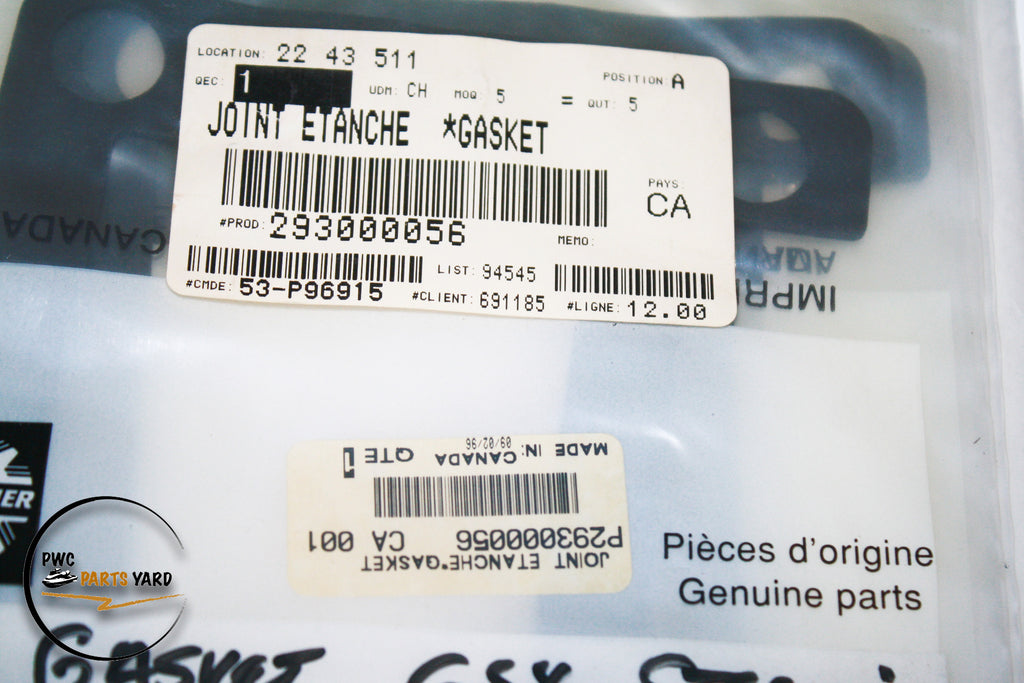 LOCATION: 22 43 511
POSITION: A
QEC: 1 UDM: CH MOQ: 5 = QUT: 5
JOINT ETANCHE *GASKET
PAYS: CA
#PROD: 293000056 MEMO:
LIST: 94545
#CMDE: 53-P96915 #CLIENT: 691185 #LIGNE: 12.00
CANADA
MADE IN: CANADA QTE 1
09/02/96
P293000056 CA 001
JOINT ETANCHE*GASKET
Pièces d'origine
Genuine parts
PWC
PARTS YARD
GASKET GSX